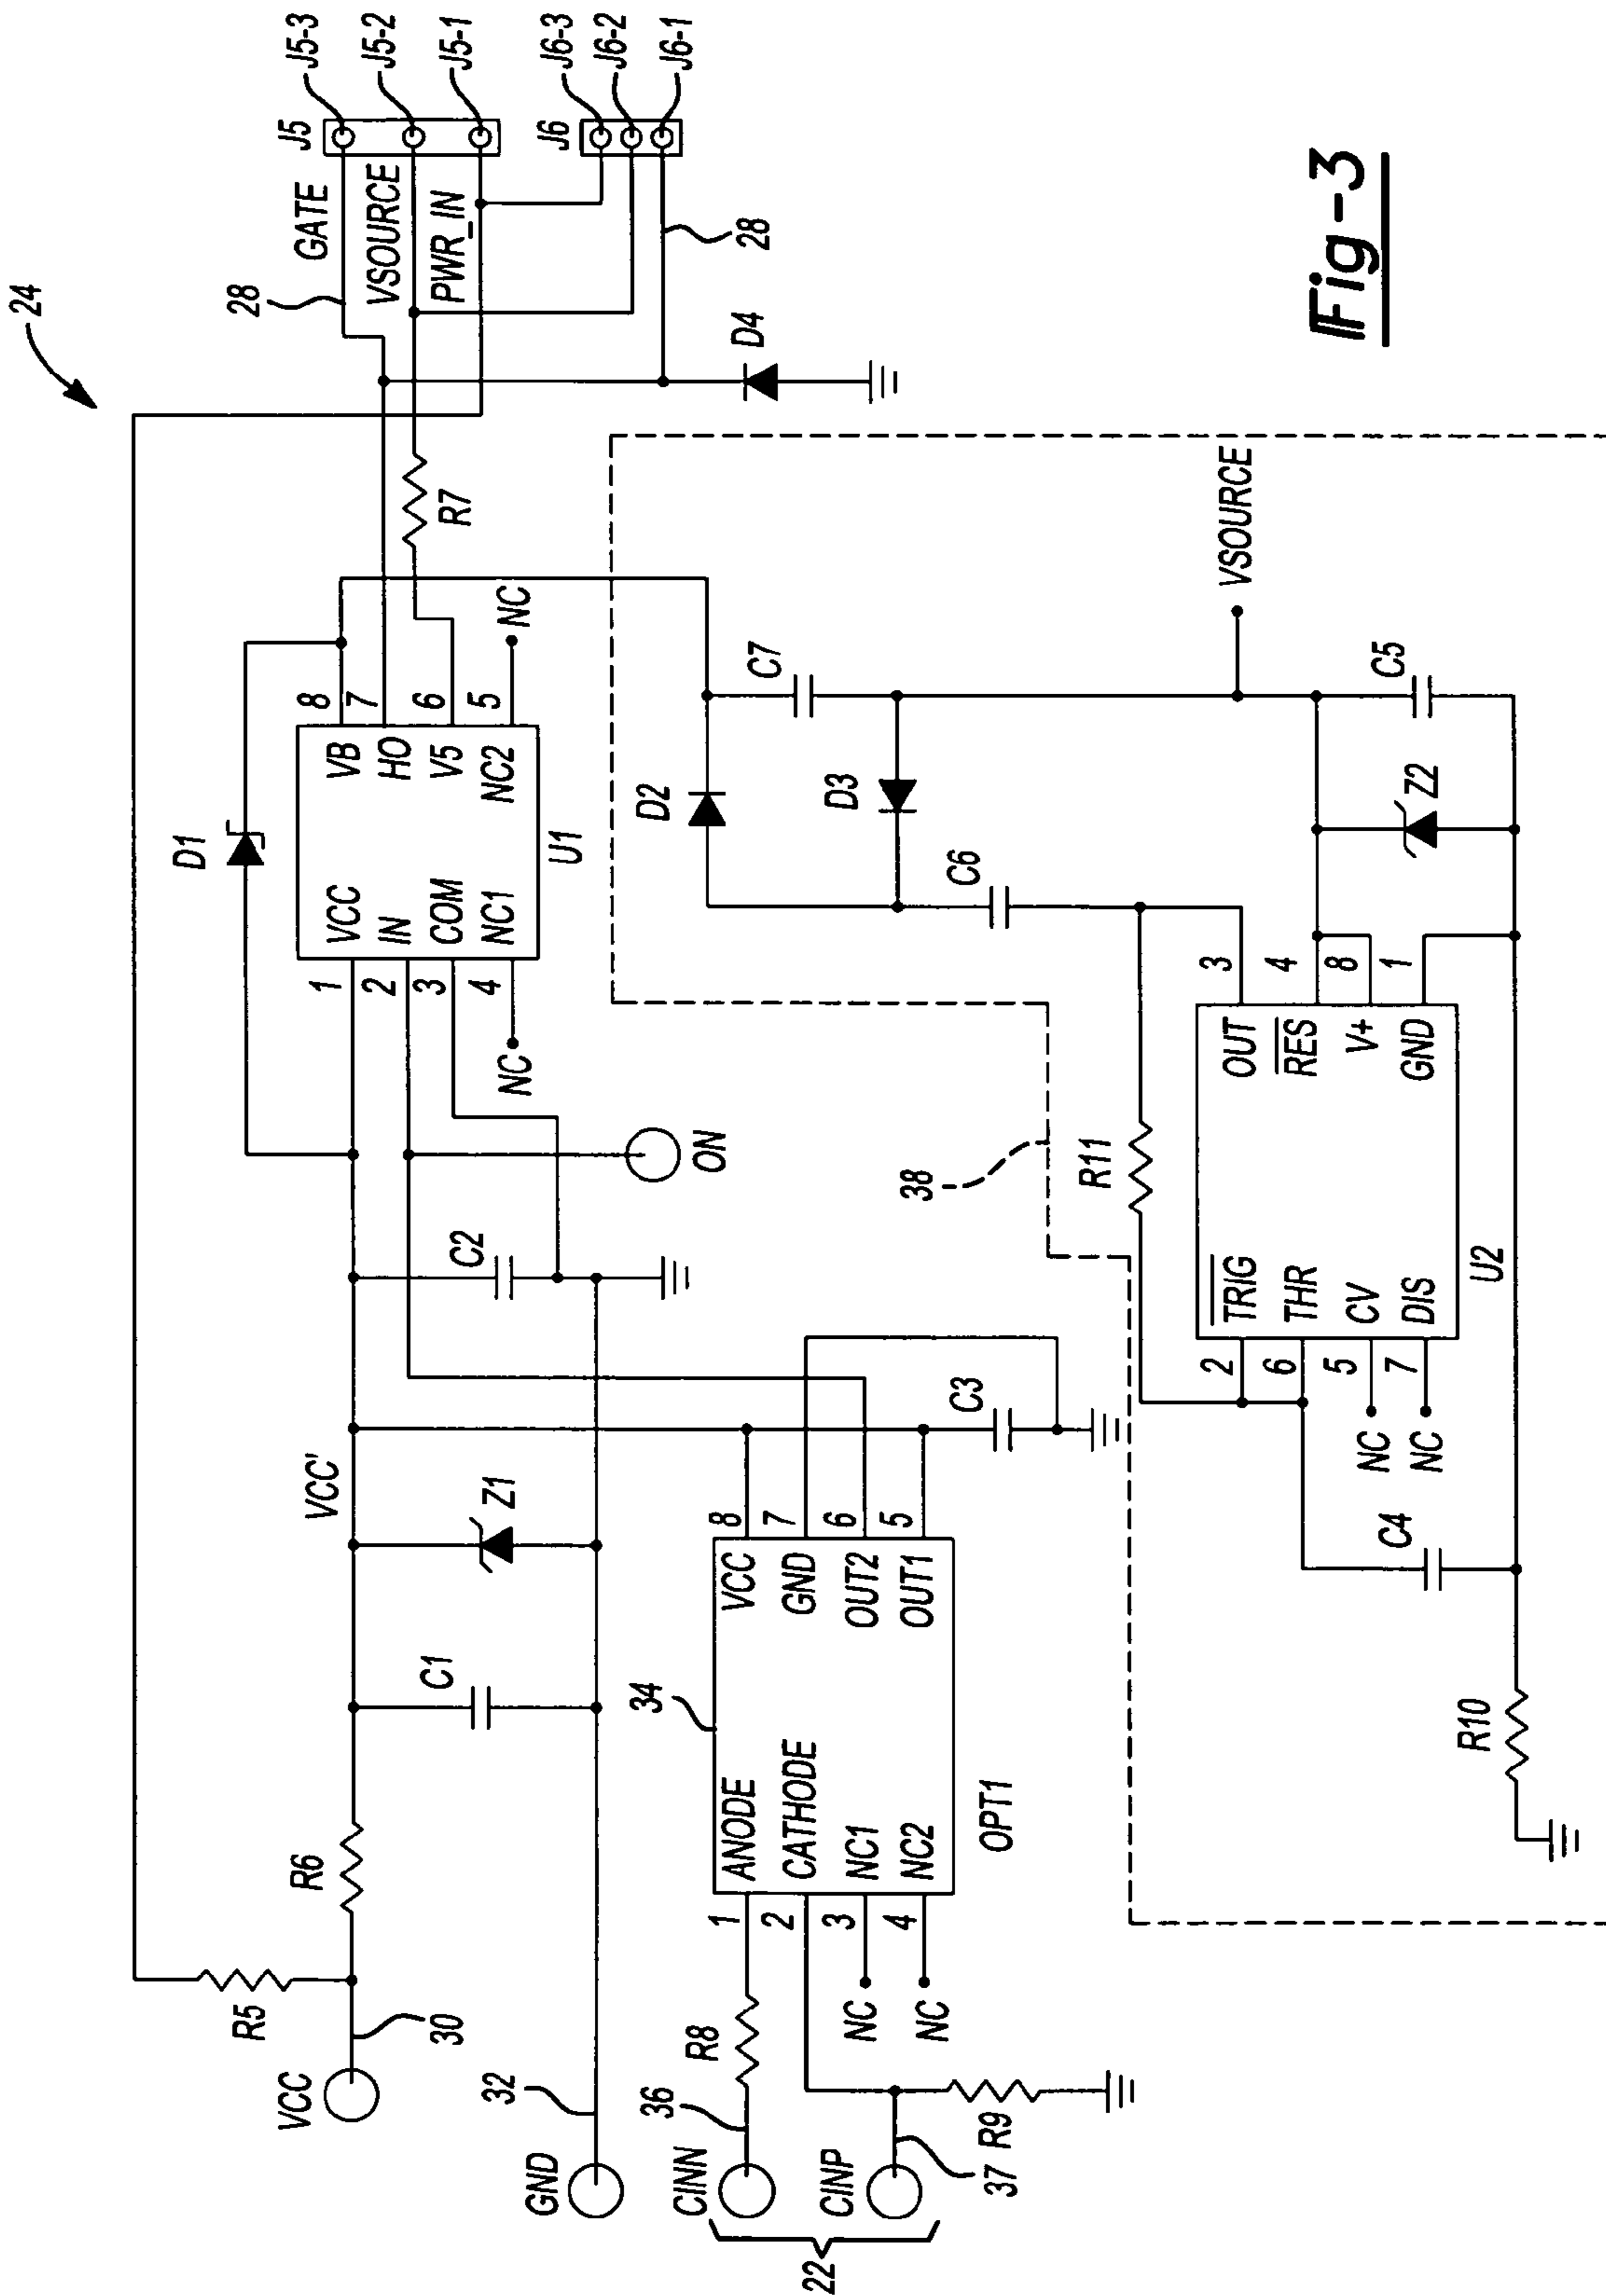 24
J5
J5-3
J5-2
J5-1
GATE
28
VSOURCE
PWR_IN
J6
J6-3
J6-2
J6-1
28
D4
R7
D1
VCC
IN
COM
NC1
VB
HO
V5
NC2
1
2
3
4
8
7
6
5
NC
NC
U1
ON
C2
VCC'
Z1
C1
R6
R5
30
VCC
32
GND
34
ANODE
CATHODE
NC1
NC2
VCC
GND
OUT2
OUT1
1
2
3
4
8
7
6
5
NC
NC
OPT1
C3
R8
36
CINN
CINP
37
R9
22
38
D2
C7
D3
C6
VSOURCE
C5
Z2
R11
TRIG
THR
CV
DIS
OUT
RES
V+
GND
2
6
5
7
3
4
8
1
NC
NC
U2
C4
R10
Fig-3